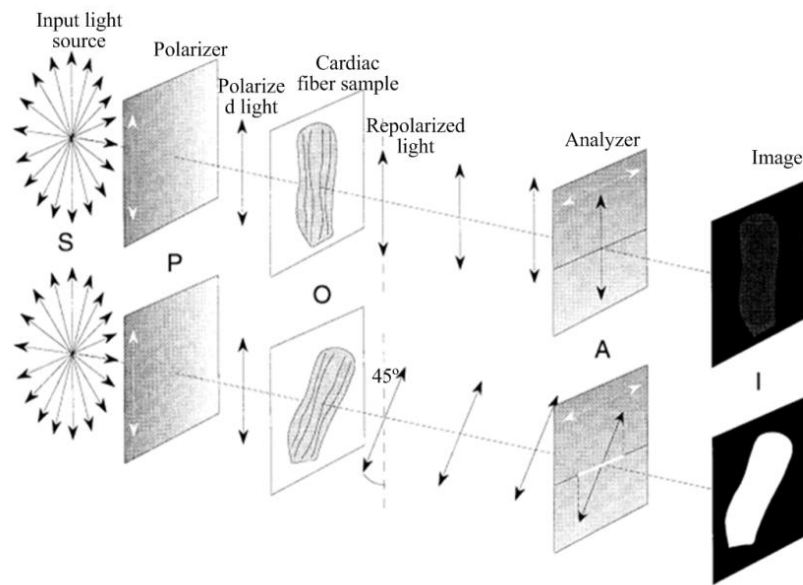 Input light
source
Polarizer
Polarize
d light
Cardiac
fiber sample
Repolarized
light
Analyzer
Image
S
P
O
A
I
45°